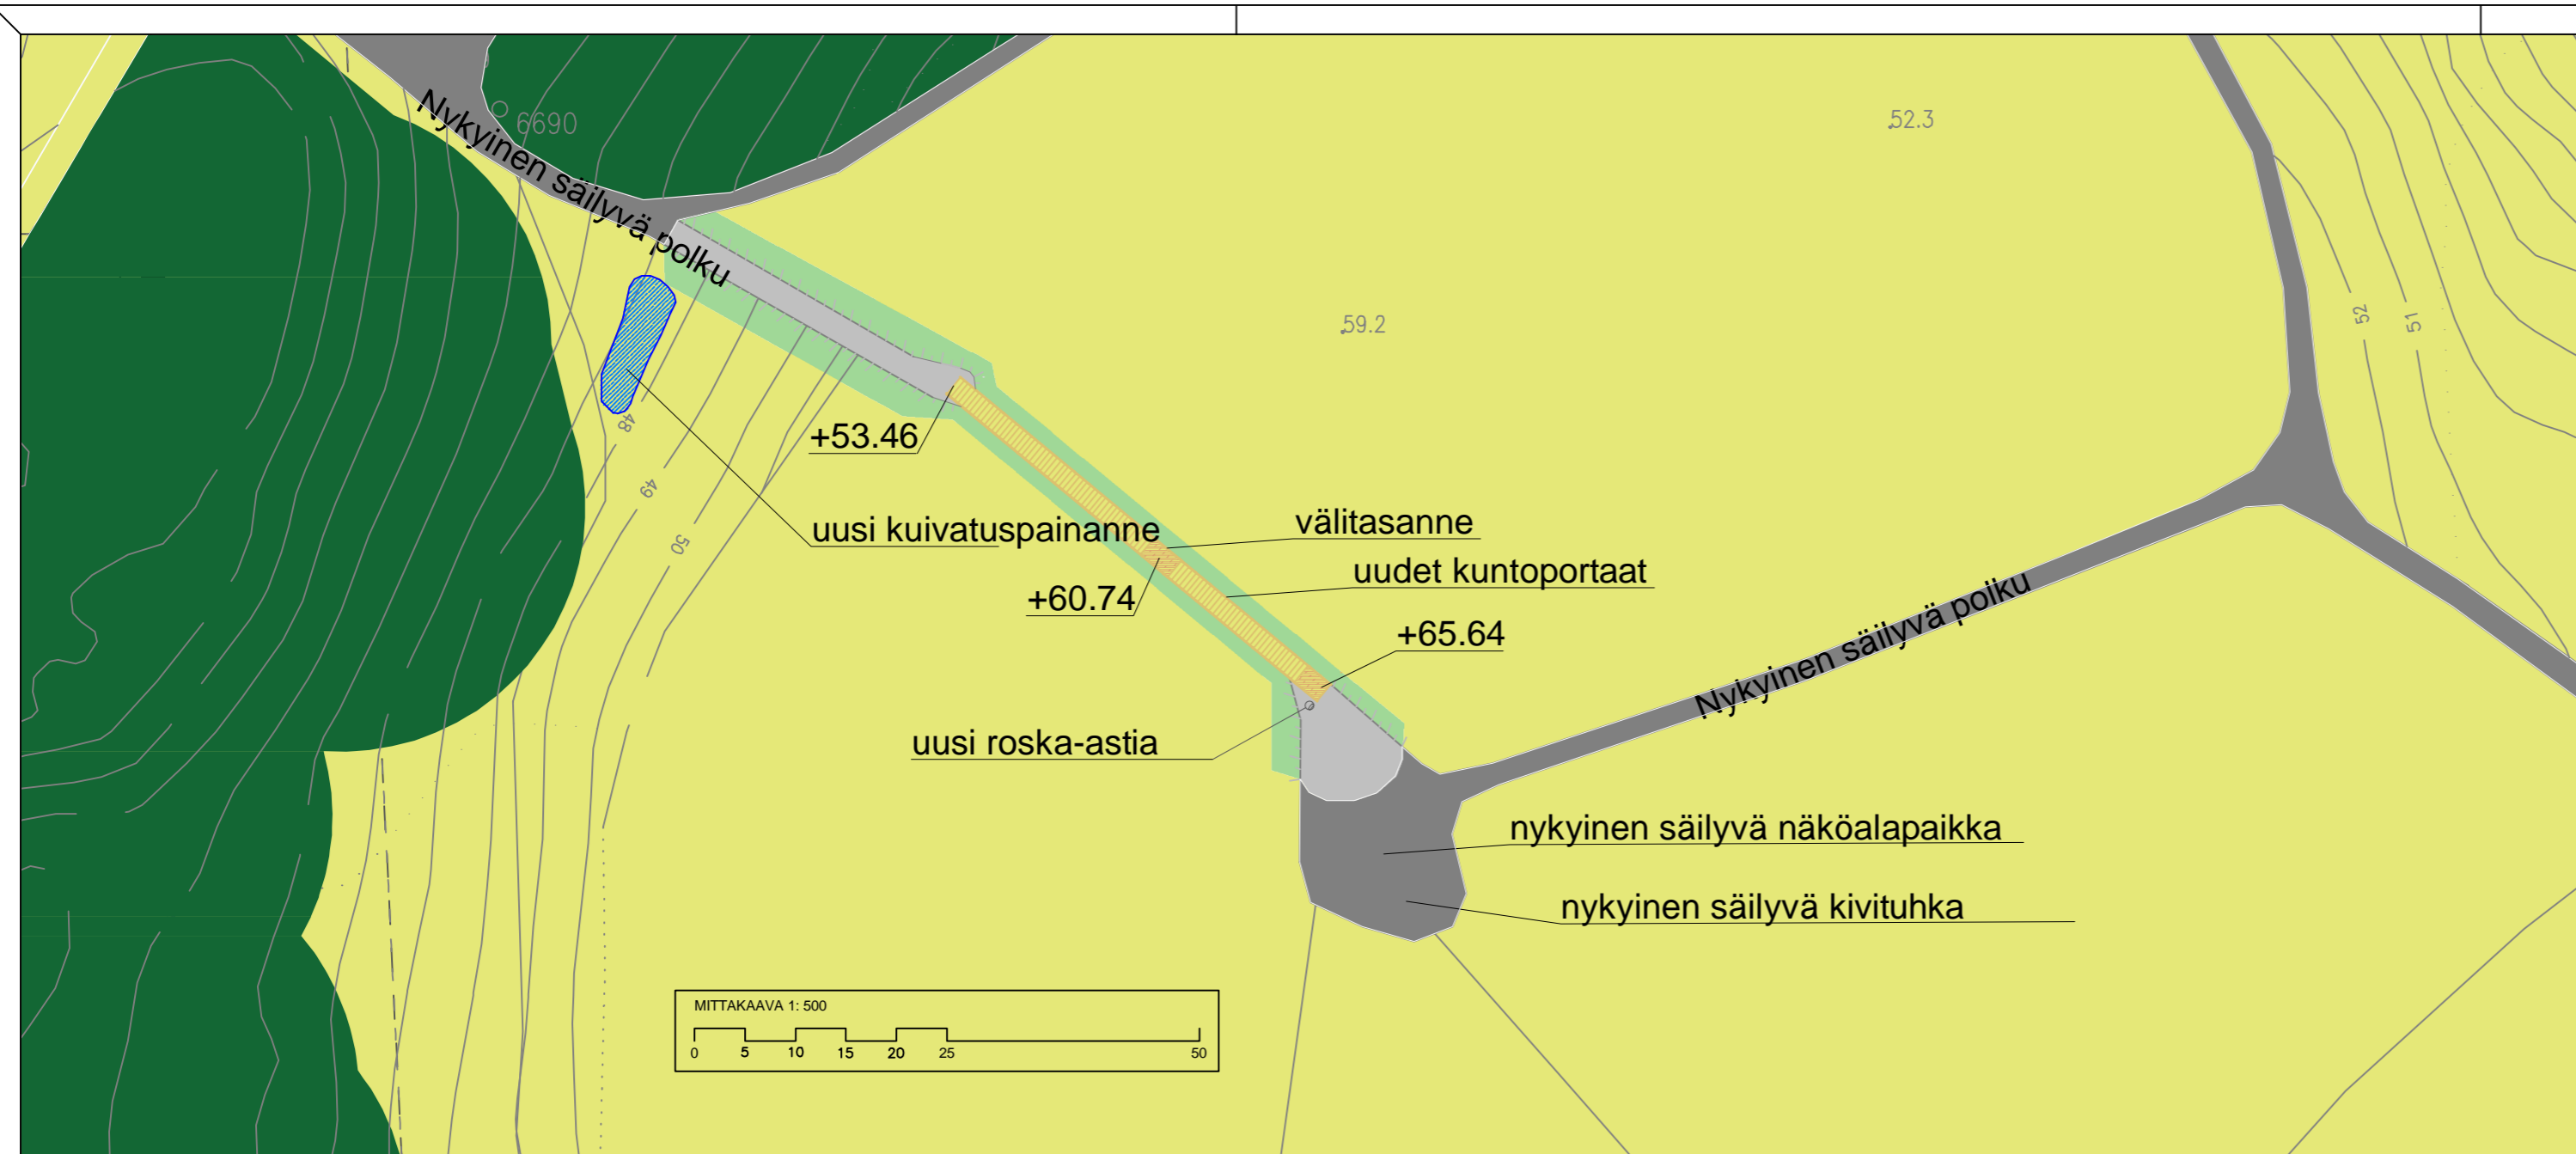 Nykyinen säilyvä polku
6690
52.3
59.2
52
51
+53.46
48
49
50
uusi kuivatuspainanne
välitasanne
uudet kuntoportaat
+60.74
+65.64
Nykyinen säilyvä polku
uusi roska-astia
nykyinen säilyvä näköalapaikka
nykyinen säilyvä kivituhka
MITTAKAAVA 1: 500
0 5 10 15 20 25 50